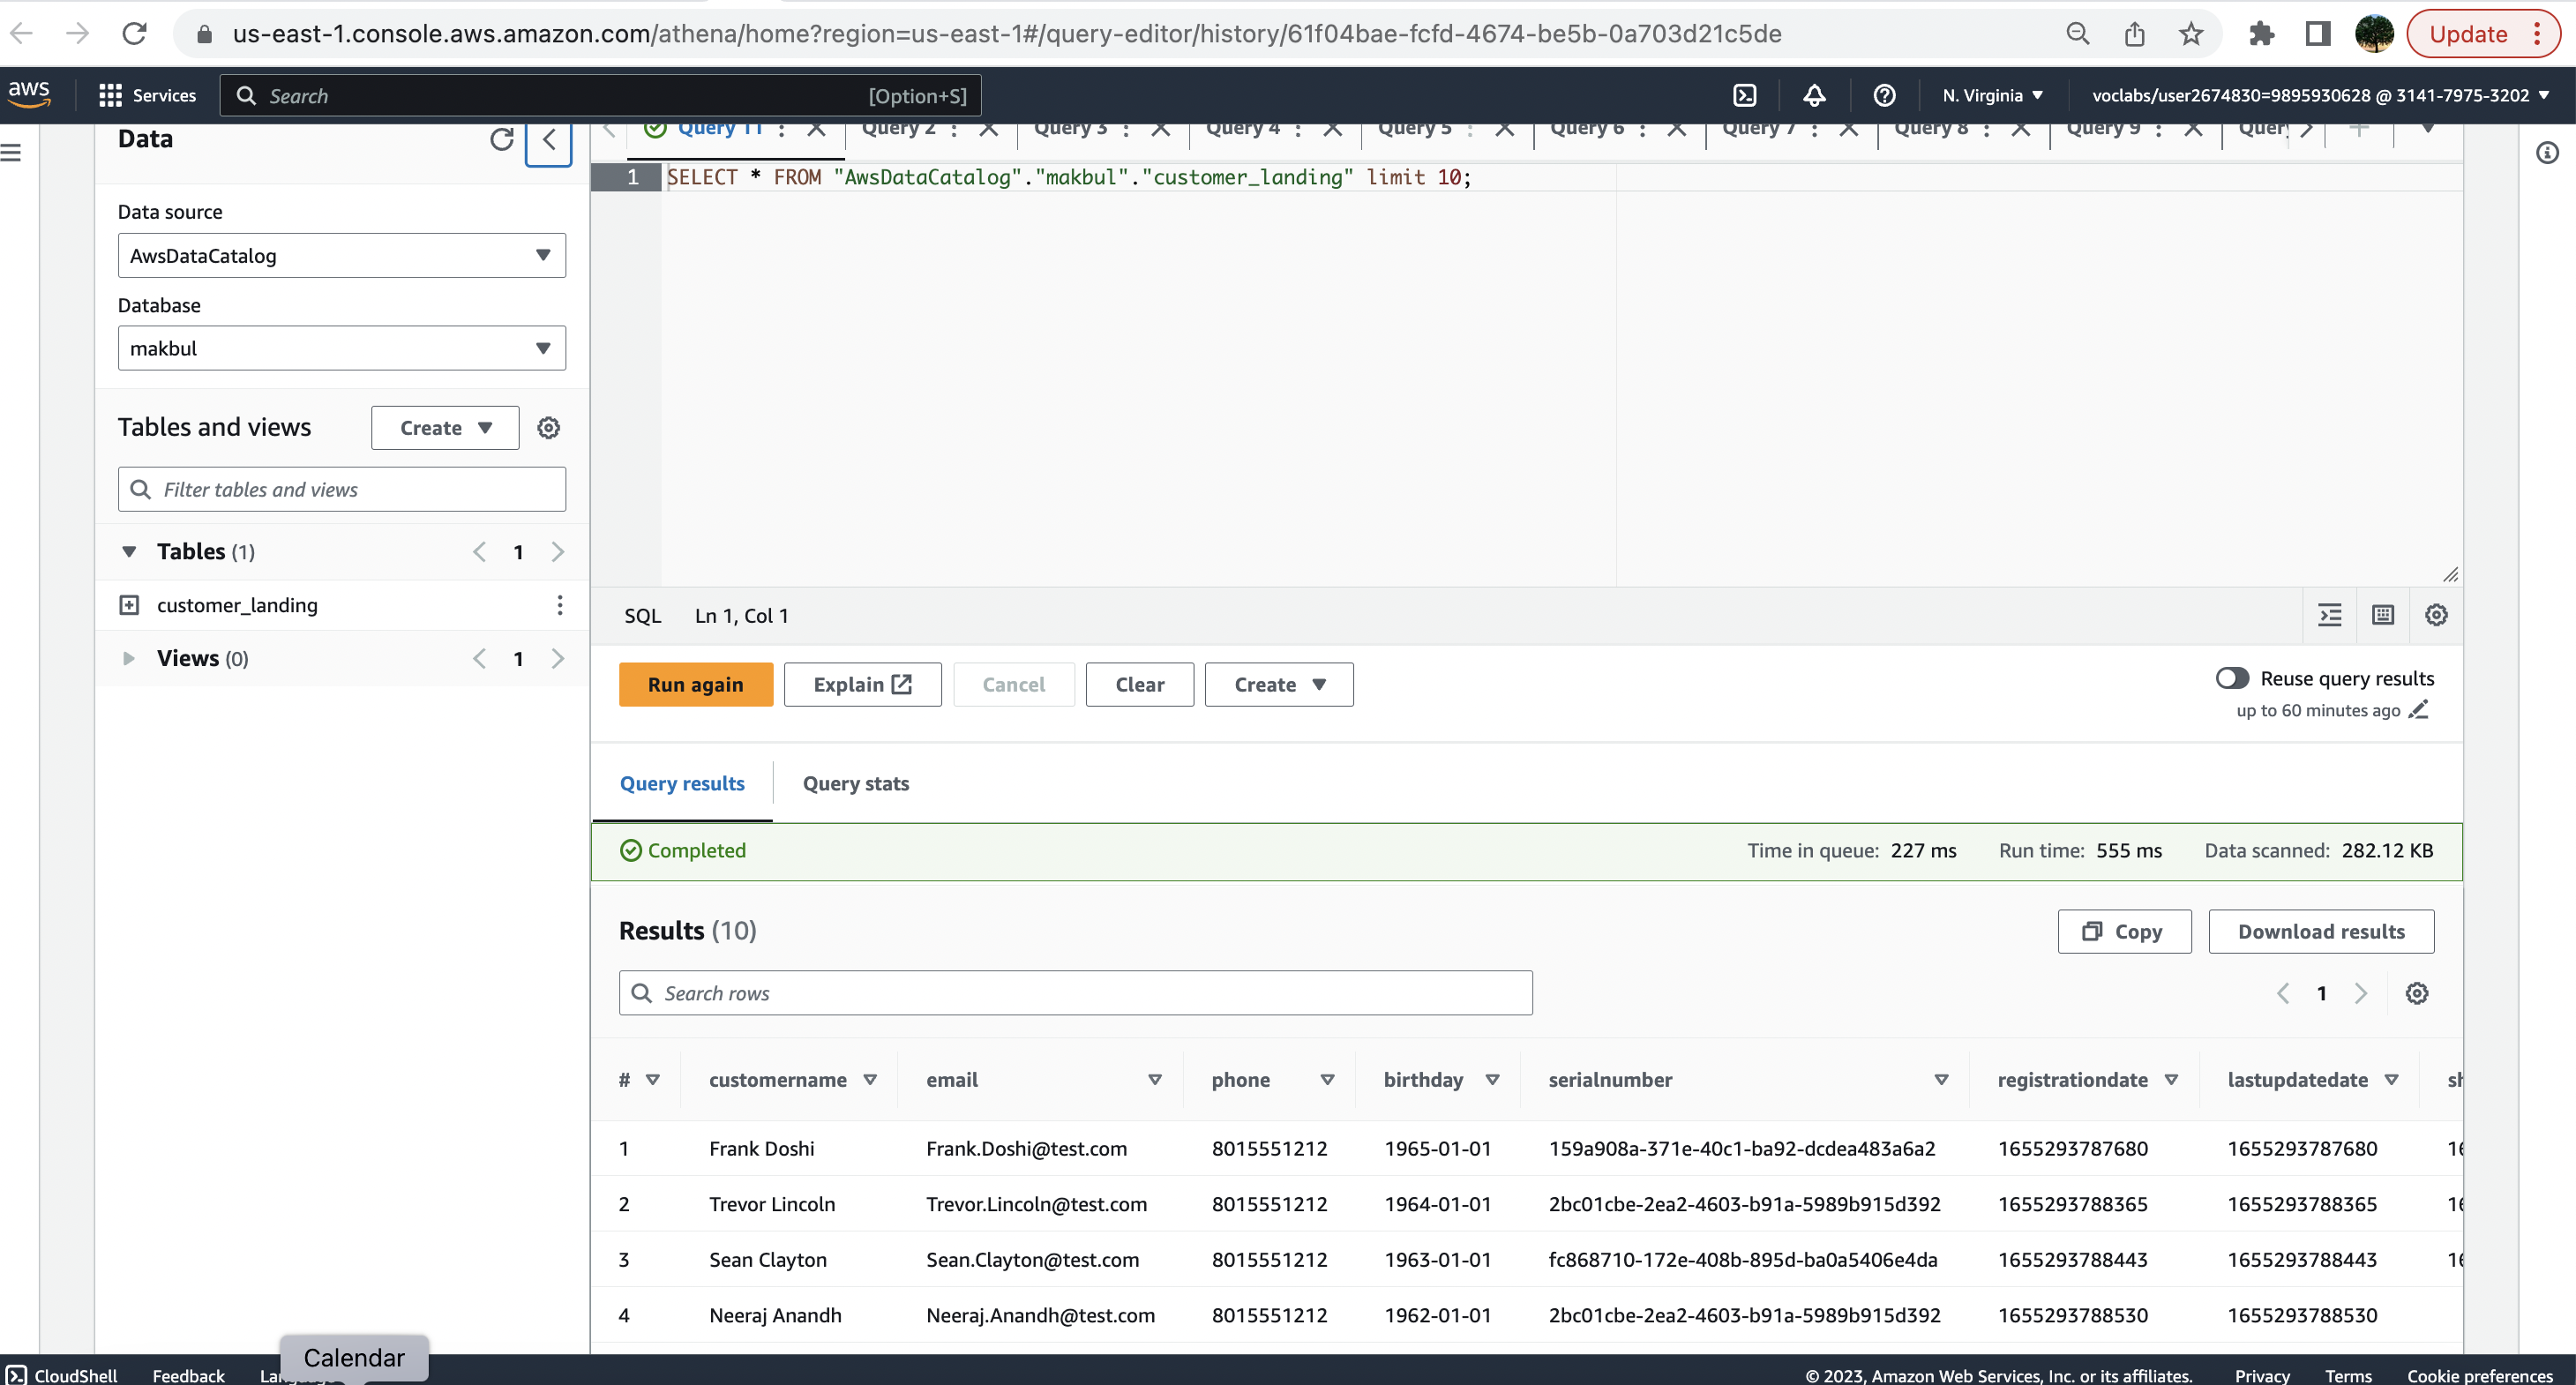 us-east-1.console.aws.amazon.com/athena/home?region=us-east-1#/query-editor/history/61f04bae-fcfd-4674-be5b-0a703d21c5de
Update
aws
Services
Search
[Option+S]
N. Virginia
voclabs/user2674830=9895930628 @ 3141-7975-3202
Data
Query 11
Query 2
Query 3
Query 4
Query 5
Query 6
Query 7
Query 8
Query 9
1 SELECT * FROM "AwsDataCatalog"."makbul"."customer_landing" limit 10;
Data source
AwsDataCatalog
Database
makbul
Tables and views
Create
Filter tables and views
Tables (1)
1
customer_landing
Views (0)
1
SQL Ln 1, Col 1
Run again
Explain
Cancel
Clear
Create
Reuse query results
up to 60 minutes ago
Query results
Query stats
Completed
Time in queue: 227 ms Run time: 555 ms Data scanned: 282.12 KB
Results (10)
Copy
Download results
Search rows
1
# customername email phone birthday serialnumber registrationdate lastupdatedate
1 Frank Doshi Frank.Doshi@test.com 8015551212 1965-01-01 159a908a-371e-40c1-ba92-dcdea483a6a2 1655293787680 1655293787680
2 Trevor Lincoln Trevor.Lincoln@test.com 8015551212 1964-01-01 2bc01cbe-2ea2-4603-b91a-5989b915d392 1655293788365 1655293788365
3 Sean Clayton Sean.Clayton@test.com 8015551212 1963-01-01 fc868710-172e-408b-895d-ba0a5406e4da 1655293788443 1655293788443
4 Neeraj Anandh Neeraj.Anandh@test.com 8015551212 1962-01-01 2bc01cbe-2ea2-4603-b91a-5989b915d392 1655293788530 1655293788530
Calendar
CloudShell
Feedback
© 2023, Amazon Web Services, Inc. or its affiliates.
Privacy
Terms
Cookie preferences